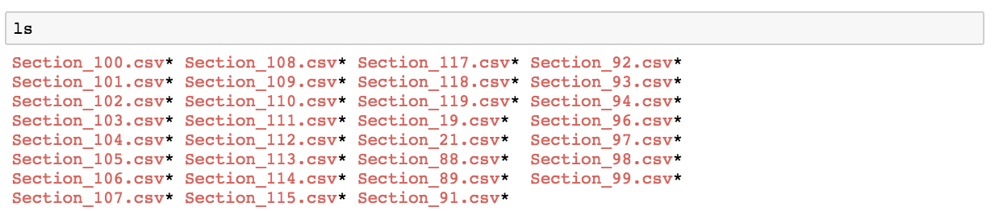 ls
Section_100.csv* Section_108.csv* Section_117.csv* Section_92.csv*
Section_101.csv* Section_109.csv* Section_118.csv* Section_93.csv*
Section_102.csv* Section_110.csv* Section_119.csv* Section_94.csv*
Section_103.csv* Section_111.csv* Section_19.csv* Section_96.csv*
Section_104.csv* Section_112.csv* Section_21.csv* Section_97.csv*
Section_105.csv* Section_113.csv* Section_88.csv* Section_98.csv*
Section_106.csv* Section_114.csv* Section_89.csv* Section_99.csv*
Section_107.csv* Section_115.csv* Section_91.csv*